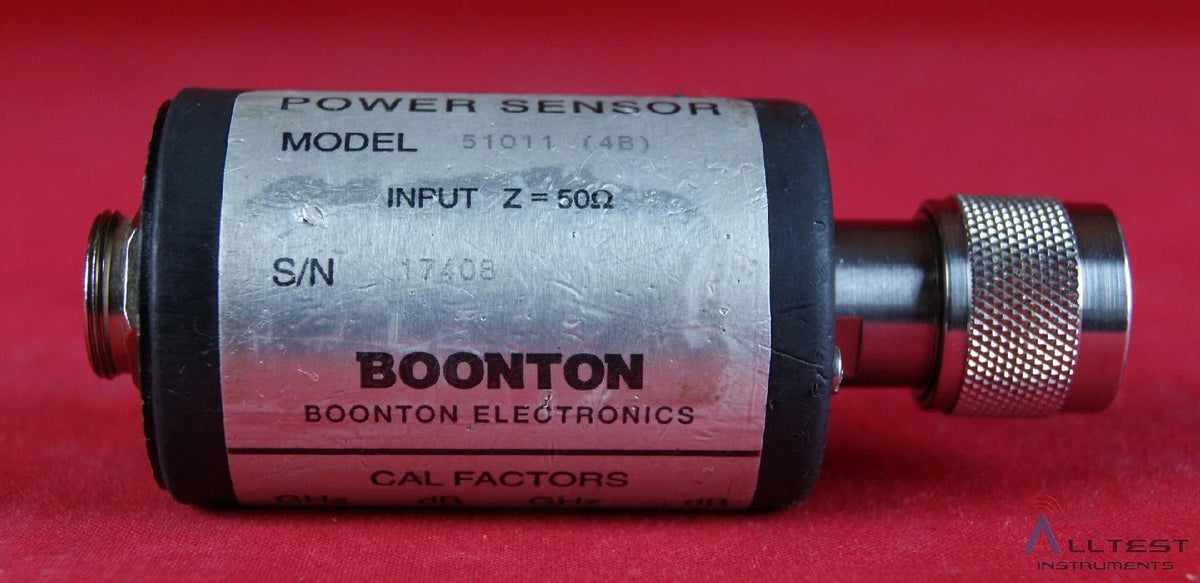 POWER SENSOR
MODEL 51011 (4B)
INPUT Z = 50Ω
S/N 17408
BOONTON
BOONTON ELECTRONICS
CAL FACTORS
GHz dB GHz dB
ALLTEST
INSTRUMENTS